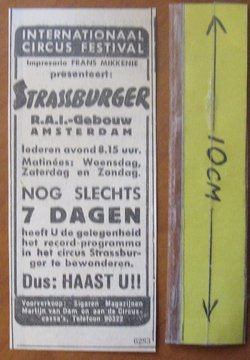 INTERNATIONAAL
CIRCUS FESTIVAL
Impresario FRANS MIKKENIE
presenteert:
STRASSBURGER
R.A.I.-Gebouw
AMSTERDAM
Iederen avond 8.15 uur.
Matinées: Woensdag,
Zaterdag en Zondag.
NOG SLECHTS
7 DAGEN
heeft U de gelegenheid
het record-programma
in het circus Strassbur-
ger te bewonderen.
Dus: HAAST U!!
Voorverkoop: Sigaren Magazijnen
Martijn van Dam en aan de Circus-
cassa's, Telefoon 90322
10CM